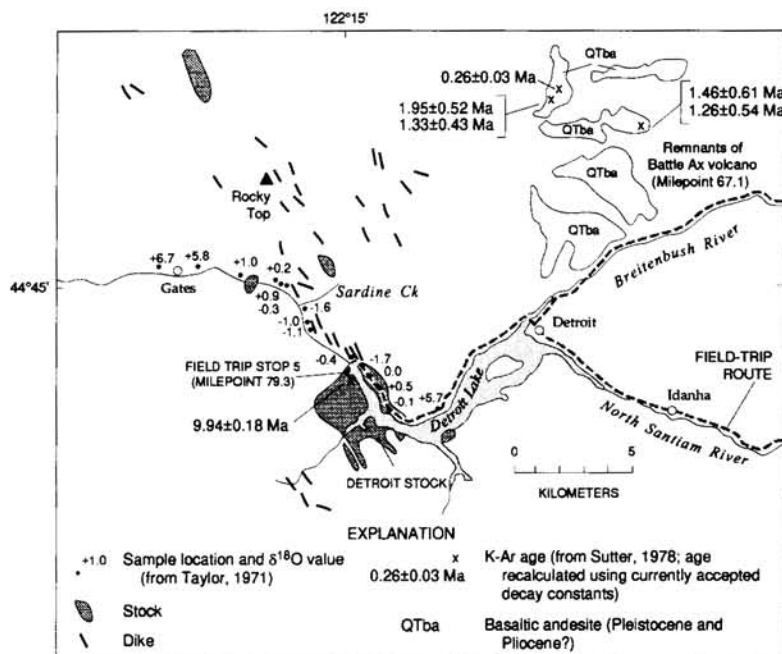 122°15'
QTba
0.26±0.03 Ma
1.95±0.52 Ma
1.33±0.43 Ma
1.46±0.61 Ma
1.26±0.54 Ma
QTba
Remnants of
Battle Ax volcano
(Milepoint 67.1)
QTba
QTba
Rocky
Top
+6.7
+5.8
+1.0
+0.2
Gates
44°45'
+0.9
-0.3
Sardine Ck
-1.6
-1.0
-1.1
Breitenbush River
Detroit
-0.4
-1.7
0.0
+0.5
-0.1
+5.7
FIELD TRIP STOP 5
(MILEPOINT 79.3)
Detroit Lake
FIELD-TRIP
ROUTE
Idanha
9.94±0.18 Ma
North Santiam River
DETROIT STOCK
0 5
KILOMETERS
EXPLANATION
+1.0 Sample location and δ18O value
(from Taylor, 1971)
Stock
Dike
x K-Ar age (from Sutter, 1978; age
0.26±0.03 Ma recalculated using currently accepted
decay constants)
QTba Basaltic andesite (Pleistocene and
Pliocene?)